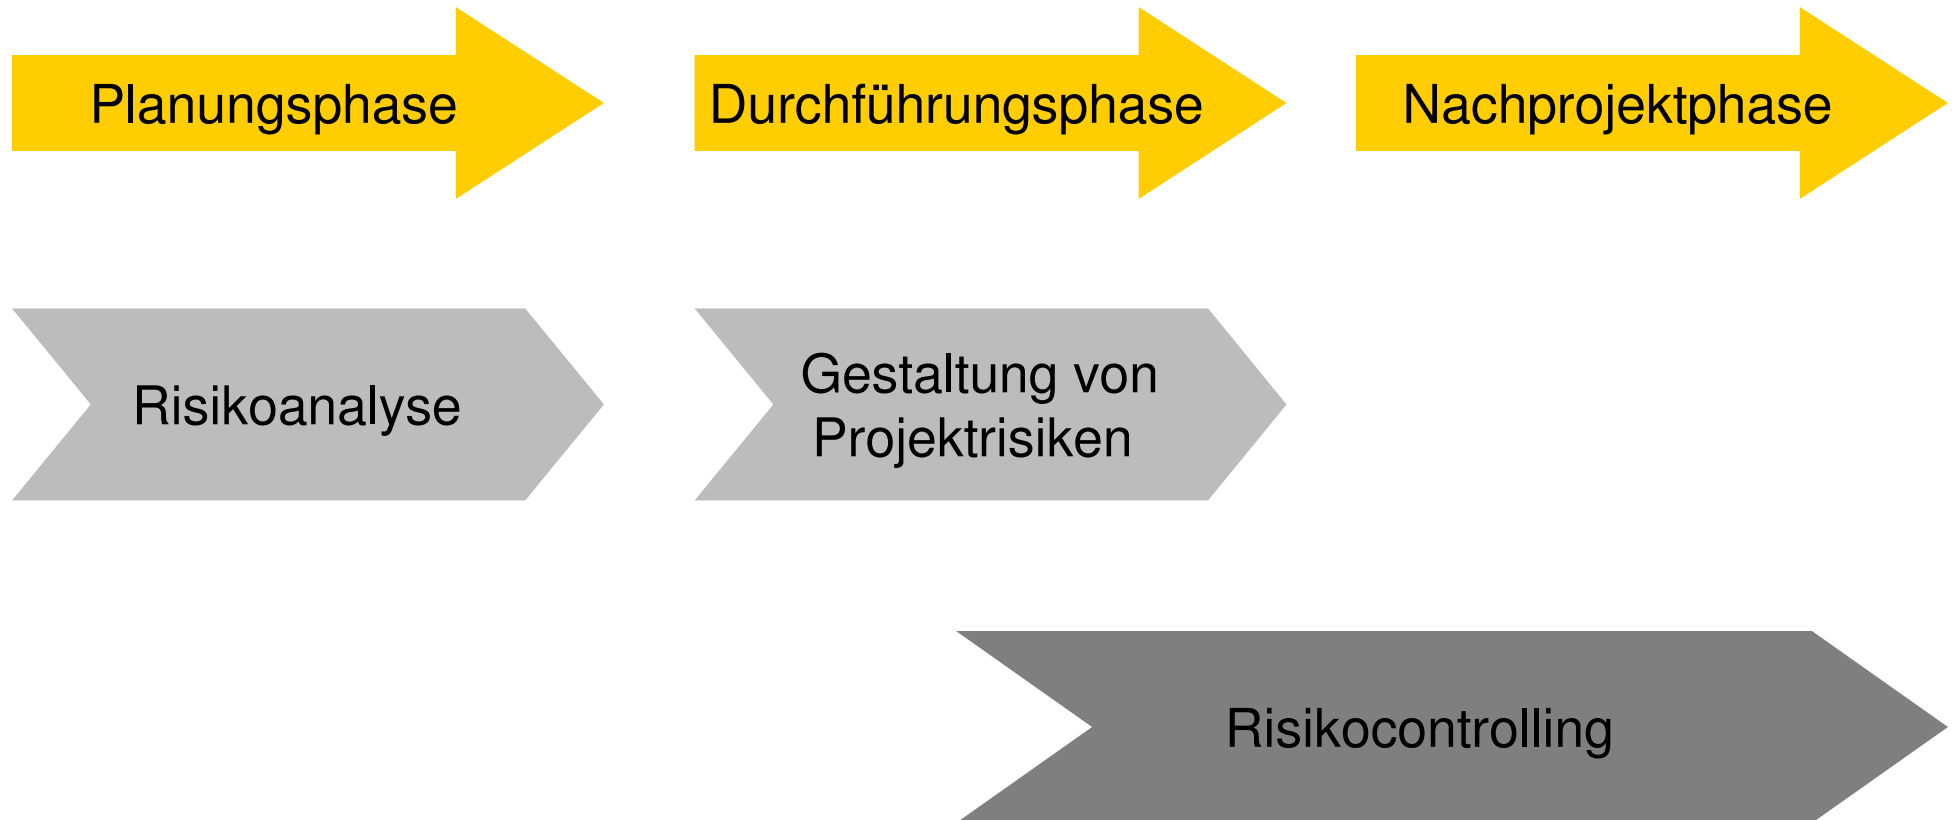 Planungsphase
Durchführungsphase
Nachprojektphase
Risikoanalyse
Gestaltung von
Projektrisiken
Risikocontrolling